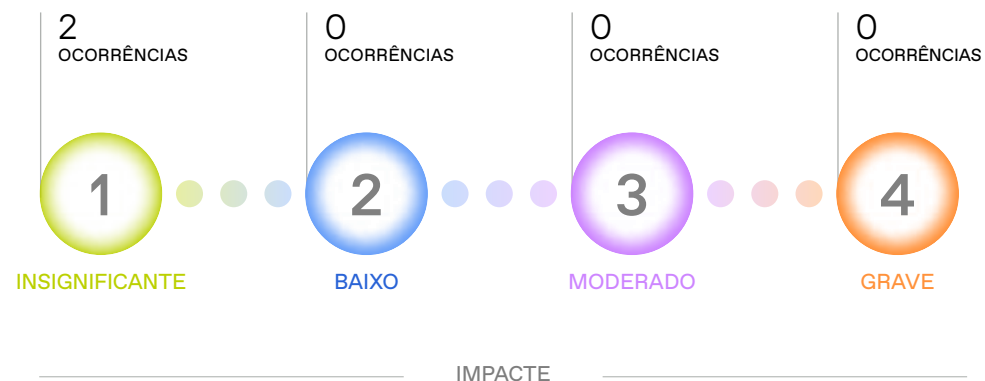 2
OCORRÊNCIAS
0
OCORRÊNCIAS
0
OCORRÊNCIAS
0
OCORRÊNCIAS
1
2
3
4
INSIGNIFICANTE
BAIXO
MODERADO
GRAVE
IMPACTE